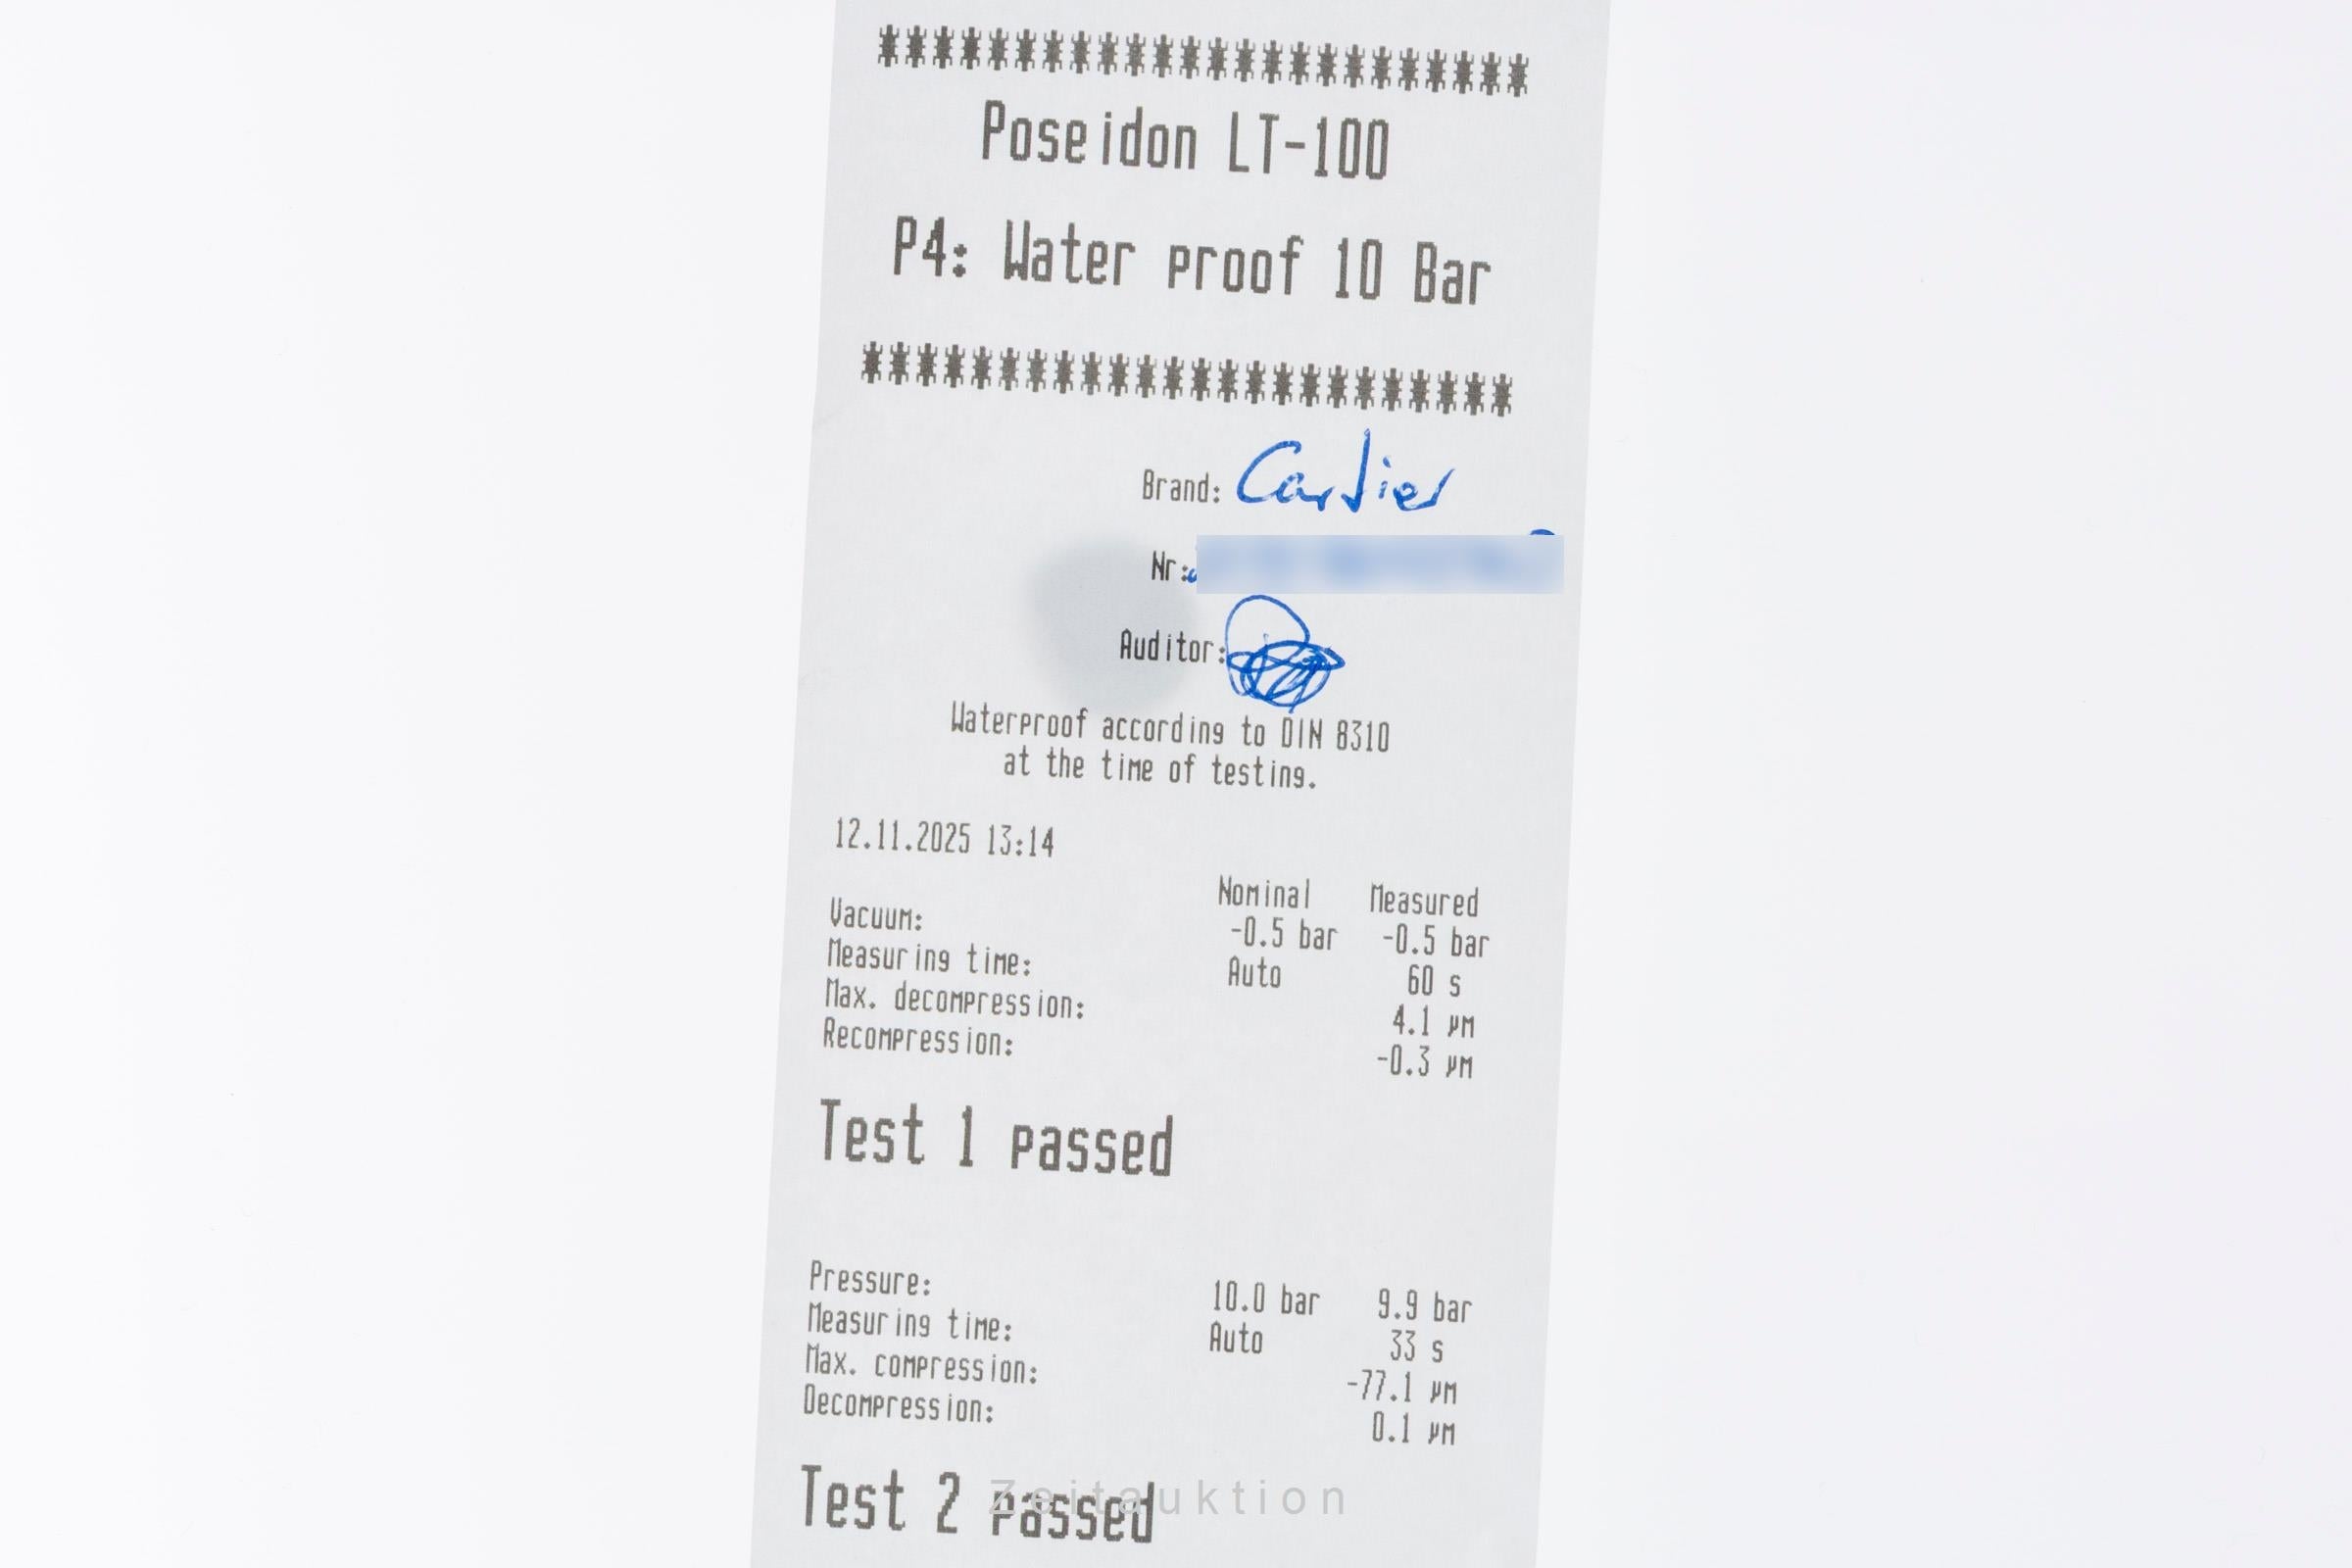 ************************
Poseidon LT-100
P4: Water proof 10 Bar
************************
Brand: Cartier
Nr:
Auditor:
Waterproof according to DIN 8310
at the time of testing.
12.11.2025 13:14
Nominal Measured
Vacuum: -0.5 bar -0.5 bar
Measuring time: Auto 60 s
Max. decompression: 4.1 µm
Recompression: -0.3 µm
Test 1 passed
Pressure: 10.0 bar 9.9 bar
Measuring time: Auto 33 s
Max. compression: -77.1 µm
Decompression: 0.1 µm
Test 2 passed
Zeitauktion